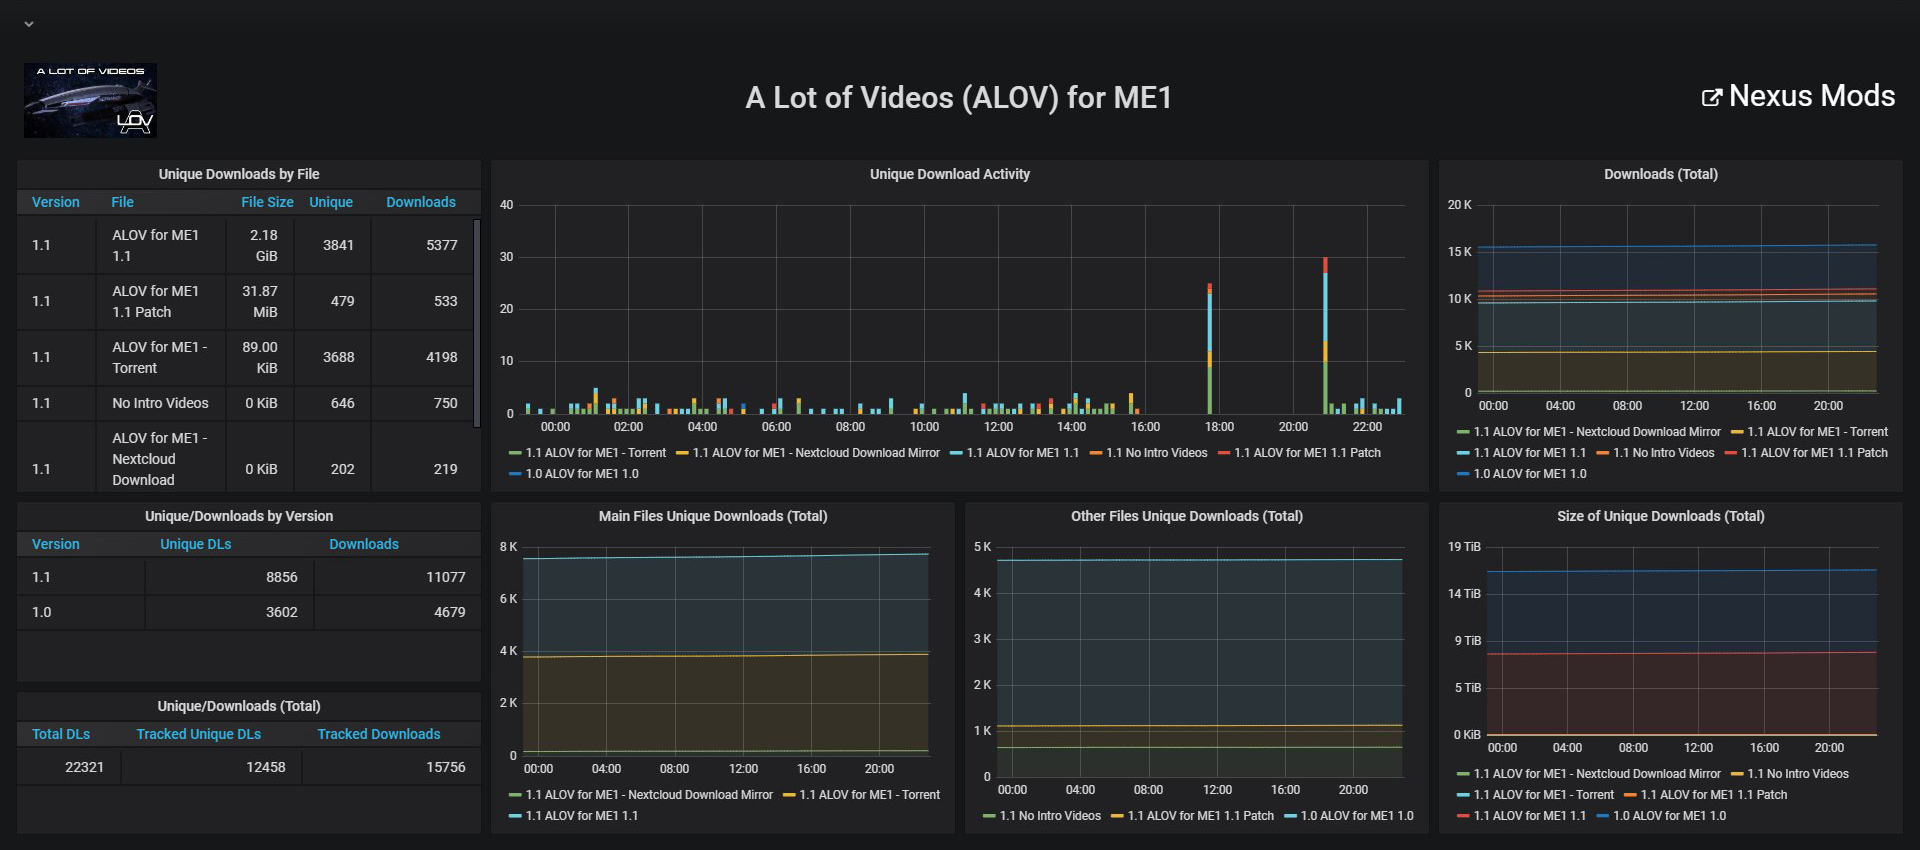 A LOT OF VIDEOS
LOV
A Lot of Videos (ALOV) for ME1
Nexus Mods
Unique Downloads by File
Version File File Size Unique Downloads
1.1 ALOV for ME1 1.1 2.18 GiB 3841 5377
1.1 ALOV for ME1 1.1 Patch 31.87 MiB 479 533
1.1 ALOV for ME1 - Torrent 89.00 KiB 3688 4198
1.1 No Intro Videos 0 KiB 646 750
1.1 ALOV for ME1 - Nextcloud Download 0 KiB 202 219
Unique Download Activity
40
30
20
10
0
00:00 02:00 04:00 06:00 08:00 10:00 12:00 14:00 16:00 18:00 20:00 22:00
1.1 ALOV for ME1 - Torrent 1.1 ALOV for ME1 - Nextcloud Download Mirror 1.1 ALOV for ME1 1.1 1.1 No Intro Videos 1.1 ALOV for ME1 1.1 Patch
1.0 ALOV for ME1 1.0
Downloads (Total)
20 K
15 K
10 K
5 K
0
00:00 04:00 08:00 12:00 16:00 20:00
1.1 ALOV for ME1 - Nextcloud Download Mirror 1.1 ALOV for ME1 - Torrent
1.1 ALOV for ME1 1.1 1.1 No Intro Videos 1.1 ALOV for ME1 1.1 Patch
1.0 ALOV for ME1 1.0
Unique/Downloads by Version
Version Unique DLs Downloads
1.1 8856 11077
1.0 3602 4679
Unique/Downloads (Total)
Total DLs Tracked Unique DLs Tracked Downloads
22321 12458 15756
Main Files Unique Downloads (Total)
8 K
6 K
4 K
2 K
0
00:00 04:00 08:00 12:00 16:00 20:00
1.1 ALOV for ME1 - Nextcloud Download Mirror 1.1 ALOV for ME1 - Torrent
1.1 ALOV for ME1 1.1
Other Files Unique Downloads (Total)
5 K
4 K
3 K
2 K
1 K
0
00:00 04:00 08:00 12:00 16:00 20:00
1.1 No Intro Videos 1.1 ALOV for ME1 1.1 Patch 1.0 ALOV for ME1 1.0
Size of Unique Downloads (Total)
19 TiB
14 TiB
9 TiB
5 TiB
0 KiB
00:00 04:00 08:00 12:00 16:00 20:00
1.1 ALOV for ME1 - Nextcloud Download Mirror 1.1 No Intro Videos
1.1 ALOV for ME1 - Torrent 1.1 ALOV for ME1 1.1 Patch
1.1 ALOV for ME1 1.1 1.0 ALOV for ME1 1.0